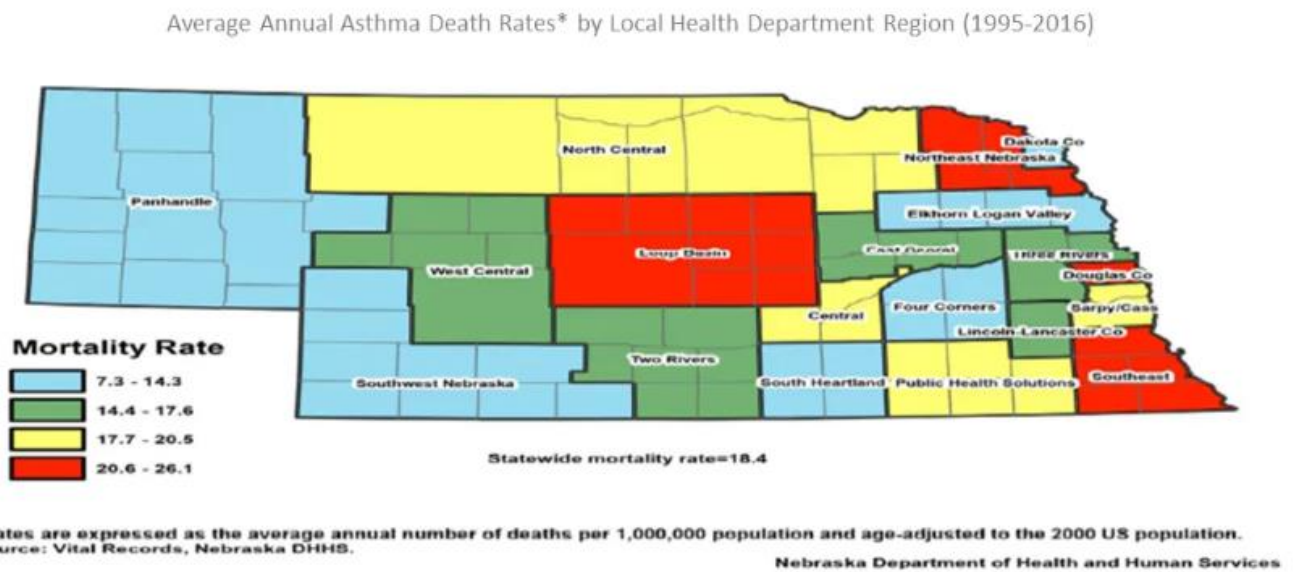 Average Annual Asthma Death Rates* by Local Health Department Region (1995-2016)
North Central
Dakota Co
Northeast Nebraska
Panhandle
Elkhorn Logan Valley
East Central
Three Rivers
Loup Basin
West Central
Douglas Co
Four Corners
Sarpy/Cass
Central
Lincoln-Lancaster Co
Two Rivers
Southwest Nebraska
South Heartland
Public Health Solutions
Southeast
Mortality Rate
7.3 - 14.3
14.4 - 17.6
17.7 - 20.5
20.6 - 26.1
Statewide mortality rate=18.4
ates are expressed as the average annual number of deaths per 1,000,000 population and age-adjusted to the 2000 US population.
urce: Vital Records, Nebraska DHHS.
Nebraska Department of Health and Human Services